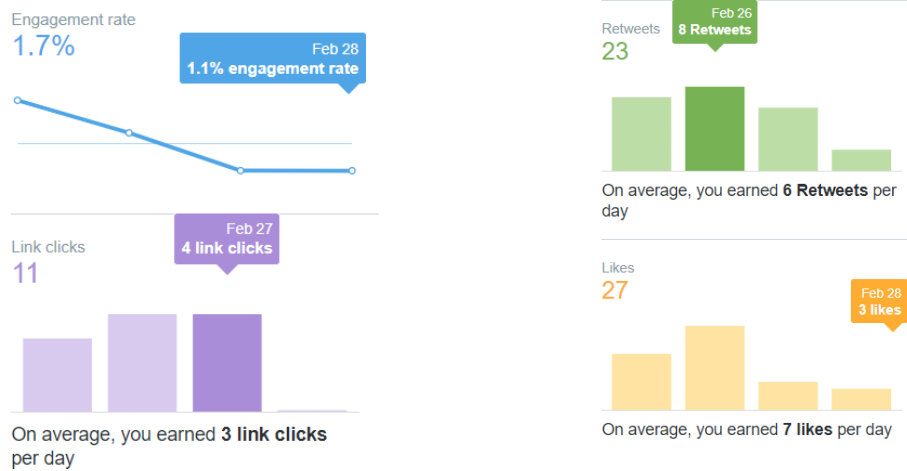 Engagement rate
1.7%
Feb 28
1.1% engagement rate
Link clicks
11
Feb 27
4 link clicks
On average, you earned 3 link clicks
per day
Retweets
23
Feb 26
8 Retweets
On average, you earned 6 Retweets per
day
Likes
27
Feb 28
3 likes
On average, you earned 7 likes per day